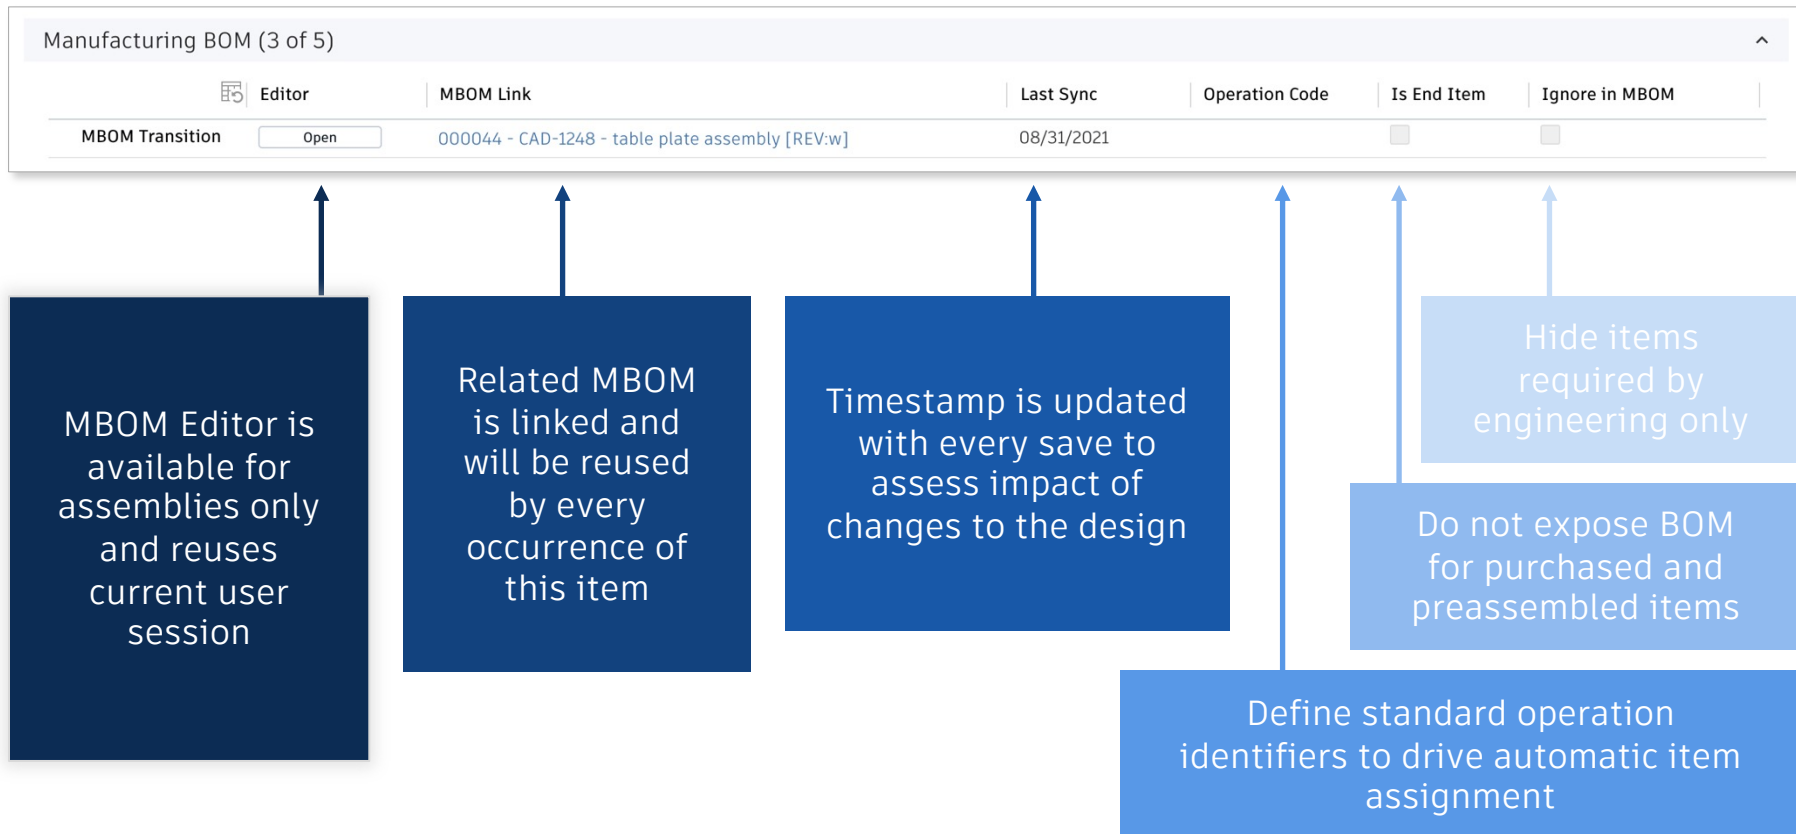 Manufacturing BOM (3 of 5)
Editor MBOM Link Last Sync Operation Code Is End Item Ignore in MBOM
MBOM Transition Open 000044 - CAD-1248 - table plate assembly [REV:w] 08/31/2021
MBOM Editor is
available for
assemblies only
and reuses
current user
session
Related MBOM
is linked and
will be reused
by every
occurrence of
this item
Timestamp is updated
with every save to
assess impact of
changes to the design
Hide items
required by
engineering only
Do not expose BOM
for purchased and
preassembled items
Define standard operation
identifiers to drive automatic item
assignment